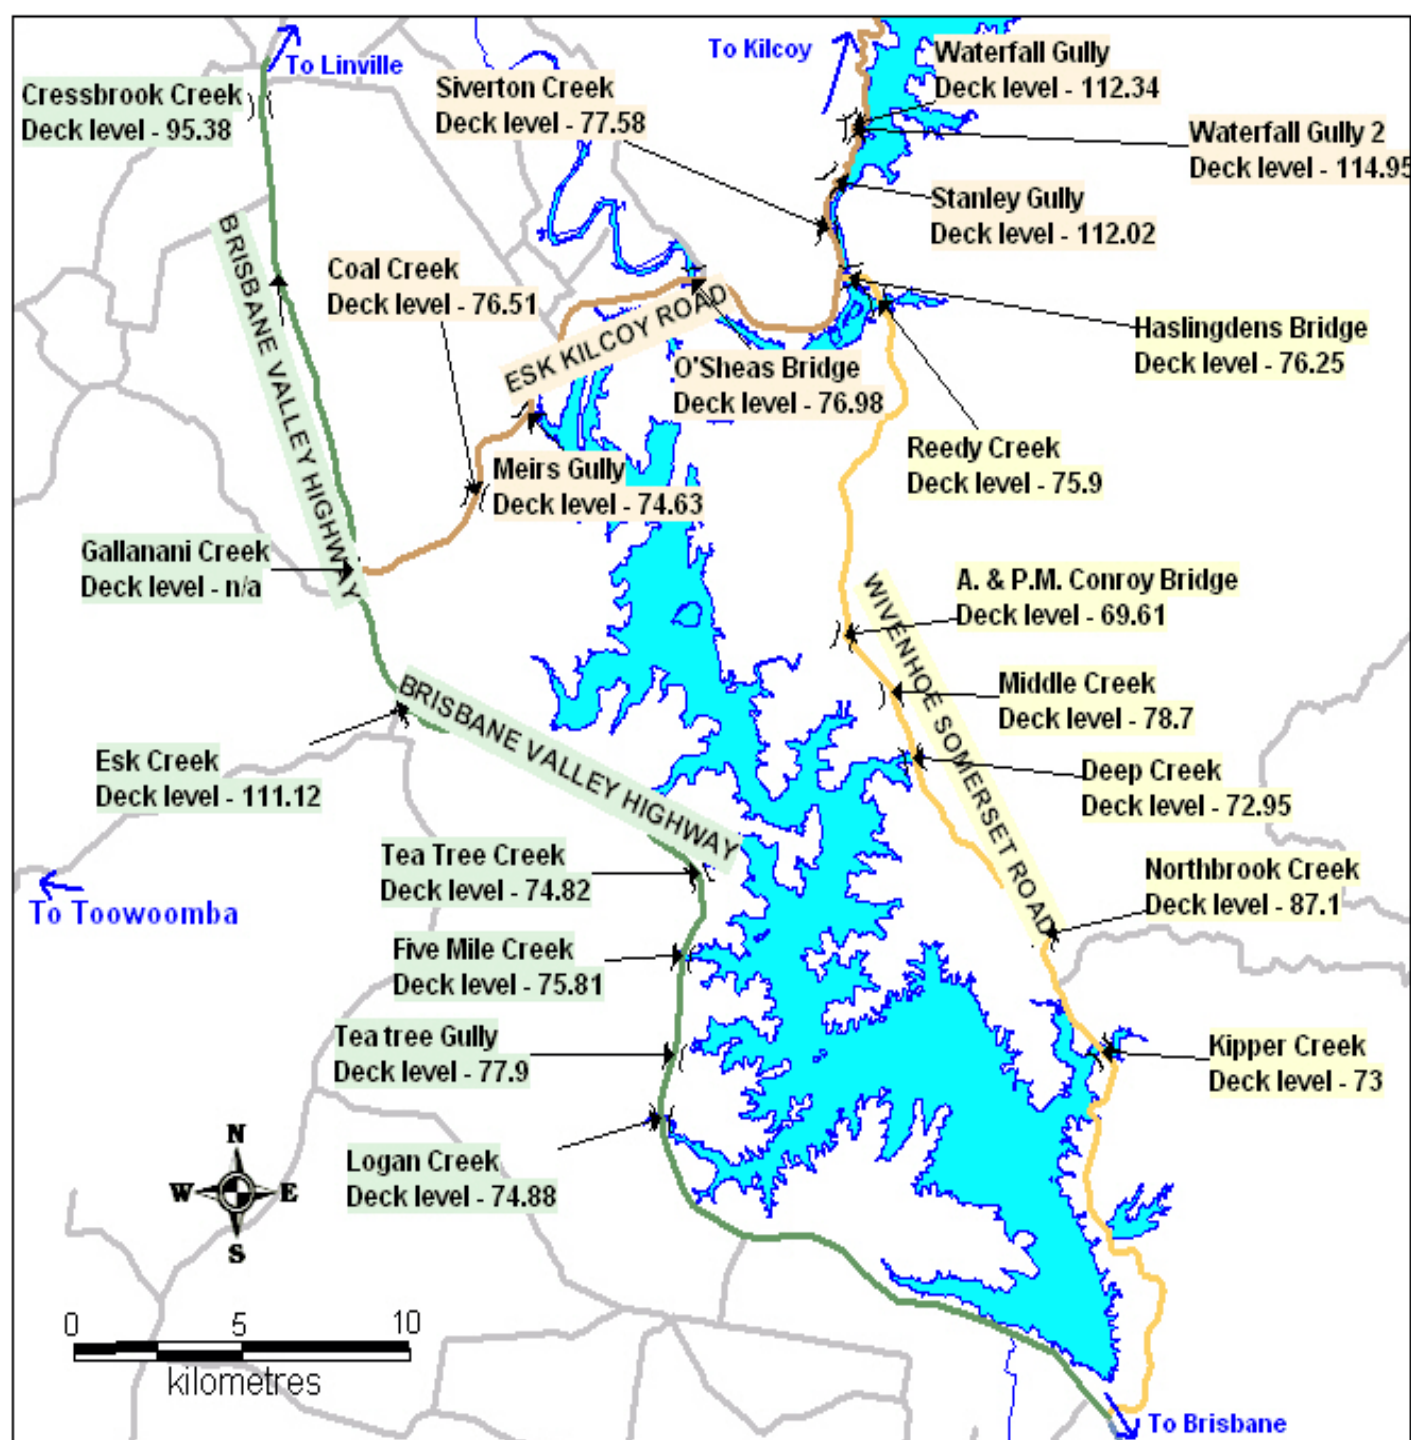 To Linville
To Kilcoy
Waterfall Gully
Deck level - 112.34
Siverton Creek
Deck level - 77.58
Cressbrook Creek
Deck level - 95.38
Waterfall Gully 2
Deck level - 114.95
Stanley Gully
Deck level - 112.02
BRISBANE VALLEY HIGHWAY
Coal Creek
Deck level - 76.51
ESK KILCOY ROAD
Haslingdens Bridge
Deck level - 76.25
O'Sheas Bridge
Deck level - 76.98
Reedy Creek
Deck level - 75.9
Meirs Gully
Deck level - 74.63
Gallanani Creek
Deck level - n/a
A. & P.M. Conroy Bridge
Deck level - 69.61
WIVENHOE SOMERSET ROAD
Middle Creek
Deck level - 78.7
BRISBANE VALLEY HIGHWAY
Esk Creek
Deck level - 111.12
Deep Creek
Deck level - 72.95
Tea Tree Creek
Deck level - 74.82
Northbrook Creek
Deck level - 87.1
To Toowoomba
Five Mile Creek
Deck level - 75.81
Tea tree Gully
Deck level - 77.9
Kipper Creek
Deck level - 73
Logan Creek
Deck level - 74.88
N
W E
S
0 5 10
kilometres
To Brisbane